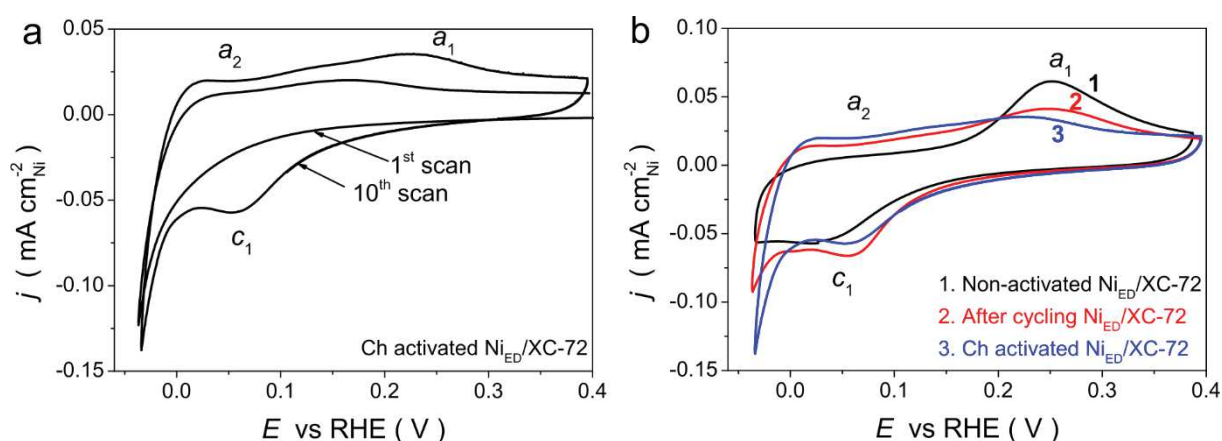 a
0.05
0.00
-0.05
-0.10
-0.15
j ( mA cm⁻²Ni )
a2
a1
1st scan
10th scan
c1
Ch activated NiED/XC-72
0.0 0.1 0.2 0.3 0.4
E vs RHE ( V )
b
0.10
0.05
0.00
-0.05
-0.10
-0.15
j ( mA cm⁻²Ni )
a1
1
a2
2
3
c1
1. Non-activated NiED/XC-72
2. After cycling NiED/XC-72
3. Ch activated NiED/XC-72
0.0 0.1 0.2 0.3 0.4
E vs RHE ( V )